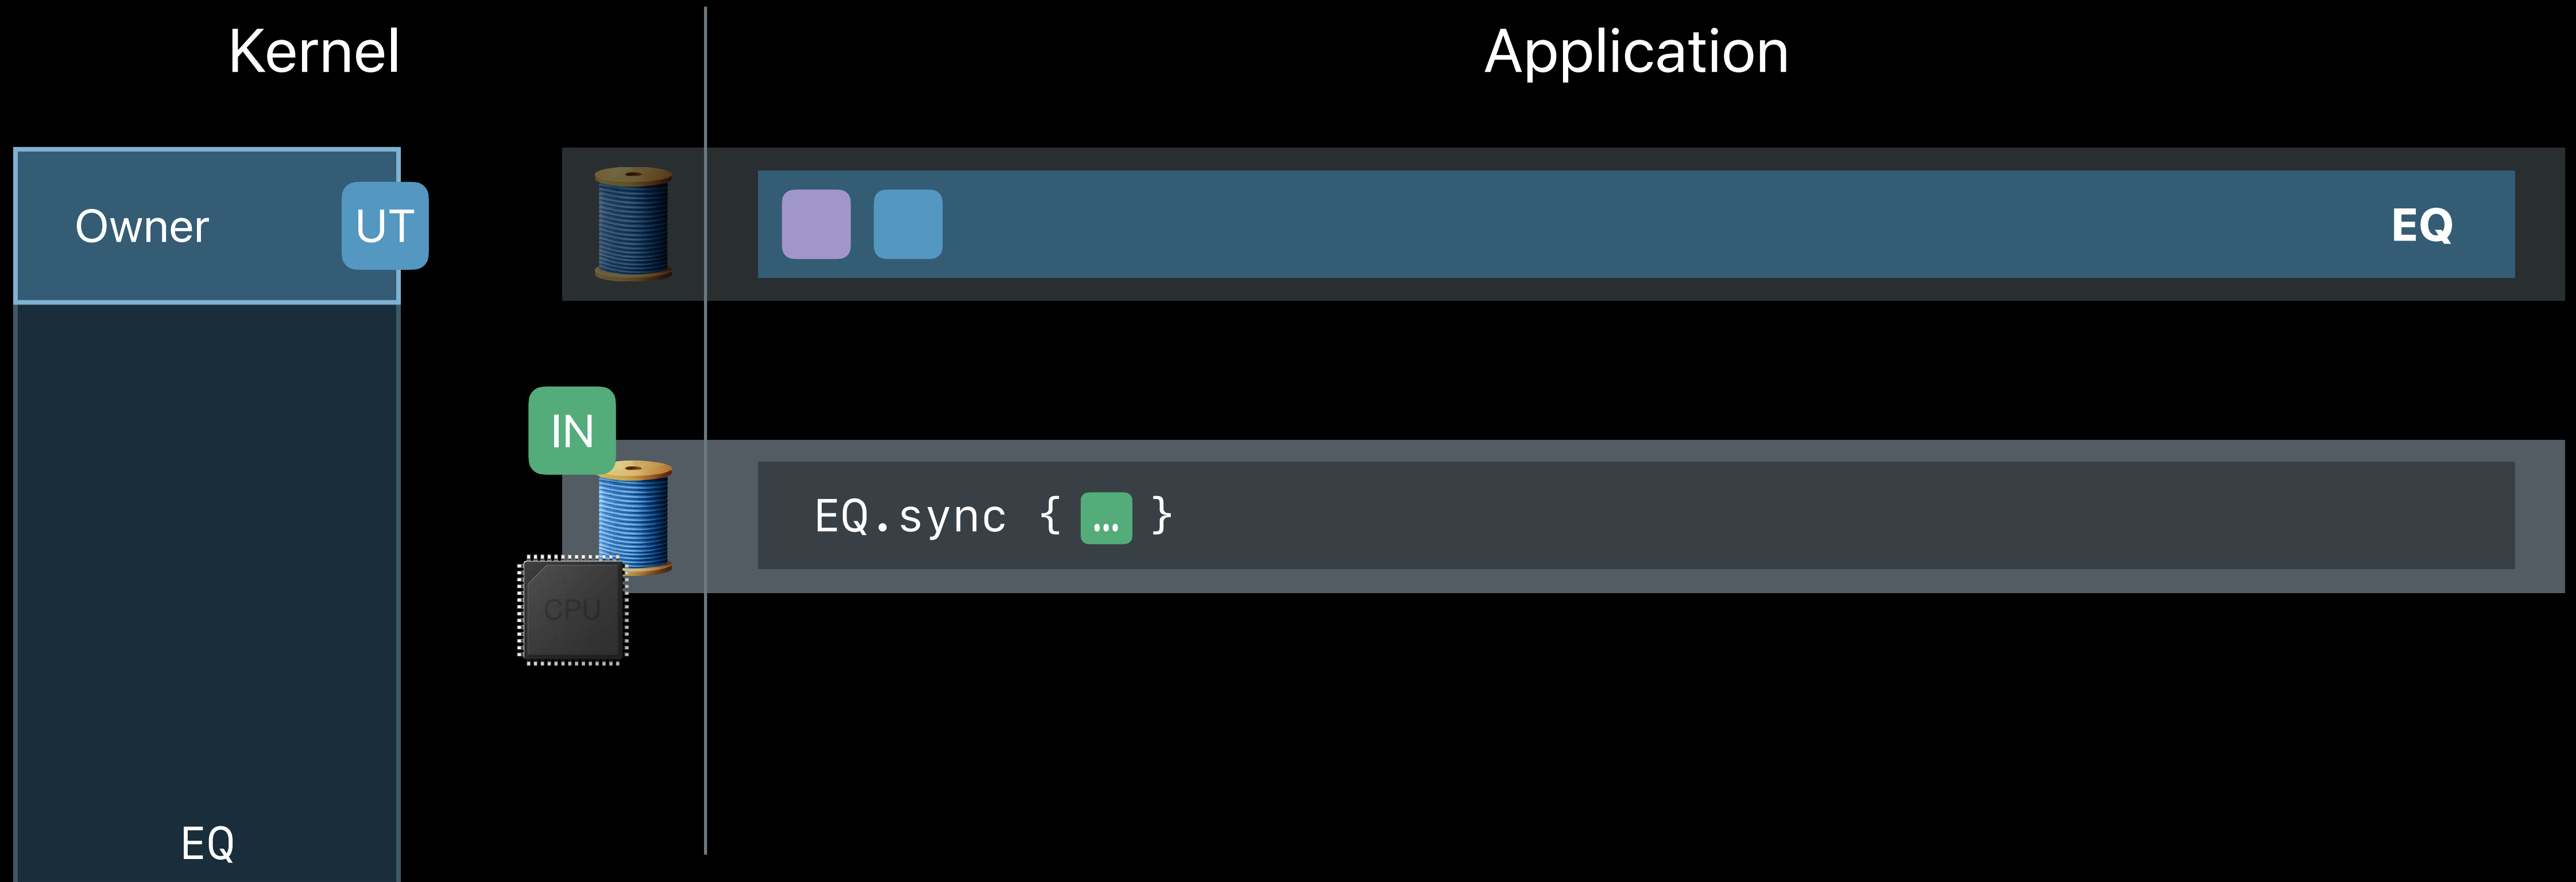 Kernel
Application
Owner
UT
EQ
IN
EQ.sync { … }
CPU
EQ